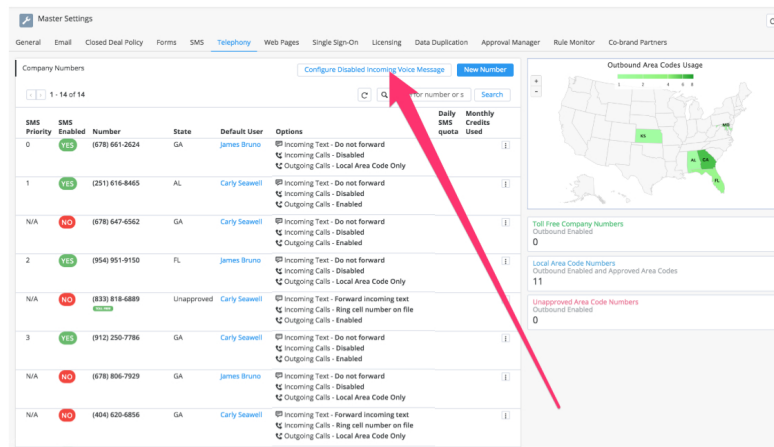 Master Settings
General Email Closed Deal Policy Forms SMS Telephony Web Pages Single Sign-On Licensing Data Duplication Approval Manager Rule Monitor Co-brand Partners
Company Numbers
Configure Disabled Incoming Voice Message
New Number
1 - 14 of 14
for number or s
Search
SMS Priority SMS Enabled Number State Default User Options Daily SMS quota Monthly Credits Used
0 YES (678) 661-2624 GA James Bruno Incoming Text - Do not forward
Incoming Calls - Disabled
Outgoing Calls - Local Area Code Only
1 YES (251) 616-8465 AL Carly Seawell Incoming Text - Do not forward
Incoming Calls - Disabled
Outgoing Calls - Enabled
N/A NO (678) 647-6562 GA Carly Seawell Incoming Text - Do not forward
Incoming Calls - Disabled
Outgoing Calls - Enabled
2 YES (954) 951-9150 FL James Bruno Incoming Text - Do not forward
Incoming Calls - Disabled
Outgoing Calls - Local Area Code Only
N/A NO (833) 818-6889 Unapproved Carly Seawell Incoming Text - Forward incoming text
Incoming Calls - Ring cell number on file
Outgoing Calls - Enabled
3 YES (912) 250-7786 GA Carly Seawell Incoming Text - Do not forward
Incoming Calls - Disabled
Outgoing Calls - Enabled
N/A NO (678) 806-7929 GA James Bruno Incoming Text - Do not forward
Incoming Calls - Disabled
Outgoing Calls - Local Area Code Only
N/A NO (404) 620-6856 GA Carly Seawell Incoming Text - Forward incoming text
Incoming Calls - Ring cell number on file
Outgoing Calls - Local Area Code Only
Outbound Area Codes Usage
+
-
KS
MD
AL GA
FL
Toll Free Company Numbers
Outbound Enabled
0
Local Area Code Numbers
Outbound Enabled and Approved Area Codes
11
Unapproved Area Code Numbers
Outbound Enabled
0